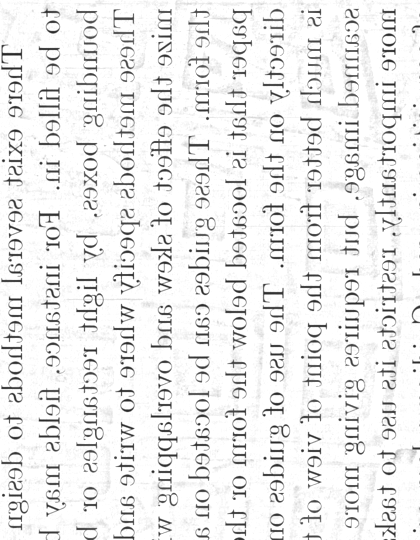 There exist several methods to design
to be filled in. For instance, fields may b
bounding boxes, by light rectangles or b
These methods specify where to write and
mize the effect of skew and overlapping w
the form. These guides can be located on a
paper that is located below the form or the
directly on the form. The use of guides on
is much better from the point of view of t
scanned image, but requires giving more
more importantly, restricts its use to task